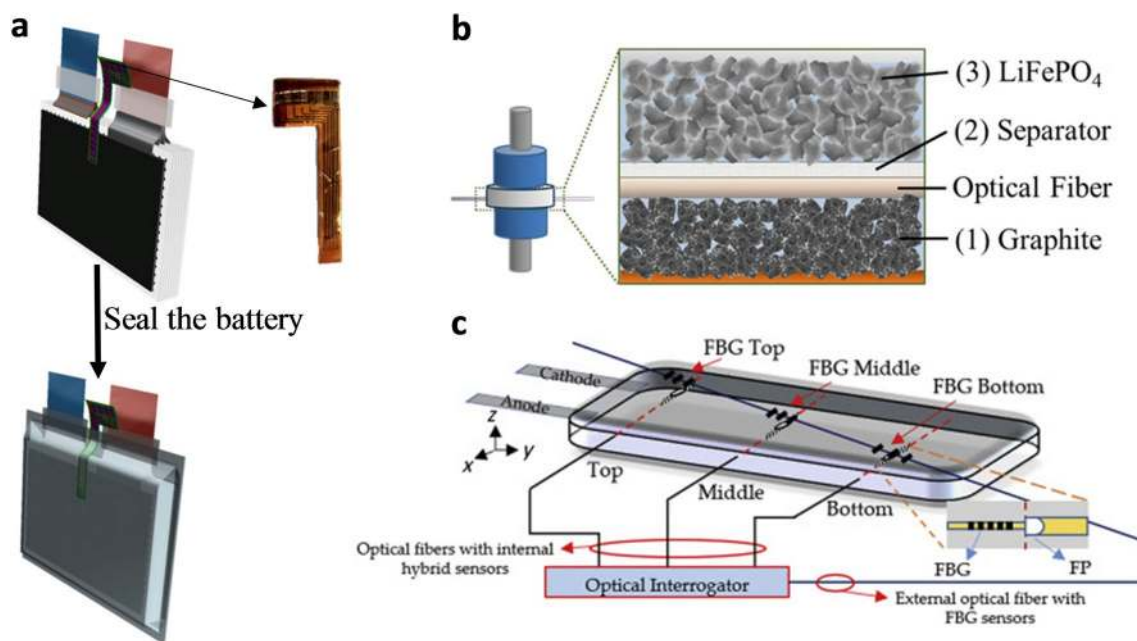 a
Seal the battery
b
(3) LiFePO₄
(2) Separator
Optical Fiber
(1) Graphite
c
FBG Top
FBG Middle
FBG Bottom
Cathode
Anode
z
x
y
Top
Middle
Bottom
Optical fibers with internal
hybrid sensors
Optical Interrogator
FBG
FP
External optical fiber with
FBG sensors